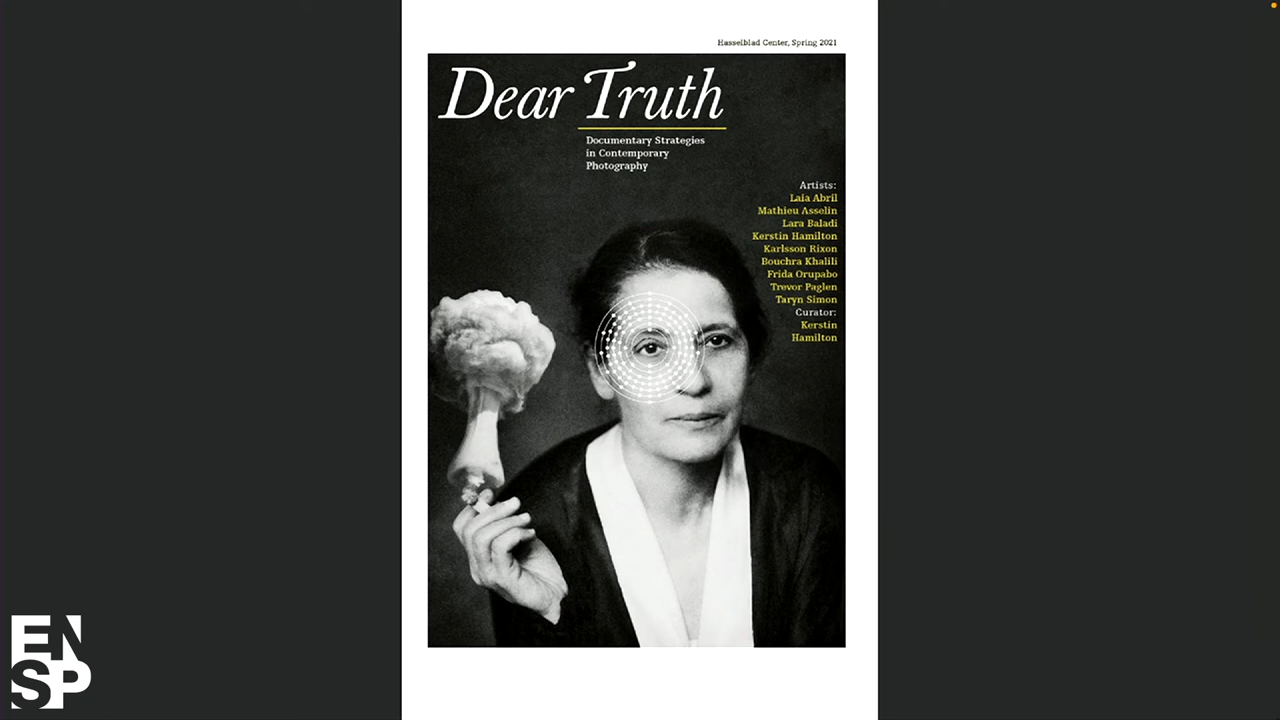 Hasselblad Center, Spring 2021
Dear Truth
Documentary Strategies
in Contemporary
Photography
Artists:
Laia Abril
Mathieu Asselin
Lara Baladi
Kerstin Hamilton
Karlsson Rixon
Bouchra Khalili
Frida Orupabo
Trevor Paglen
Taryn Simon
Curator:
Kerstin
Hamilton
EN
SP